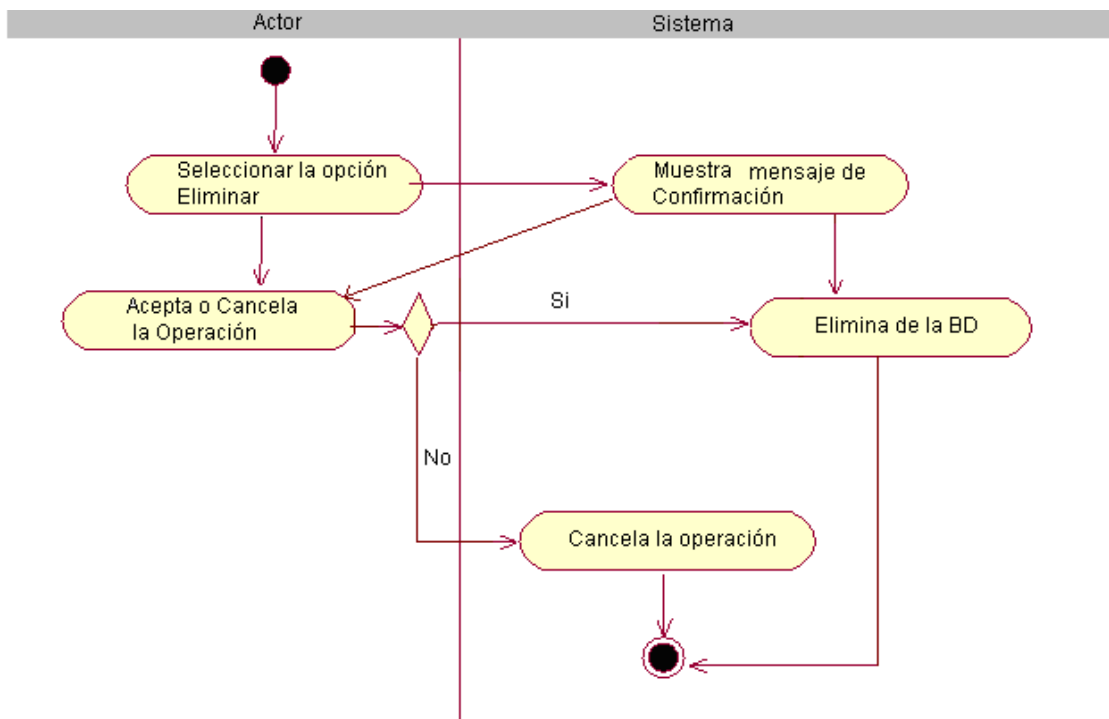 Actor
Sistema
Seleccionar la opción
Eliminar
Muestra mensaje de
Confirmación
Acepta o Cancela
la Operación
Si
Elimina de la BD
No
Cancela la operación